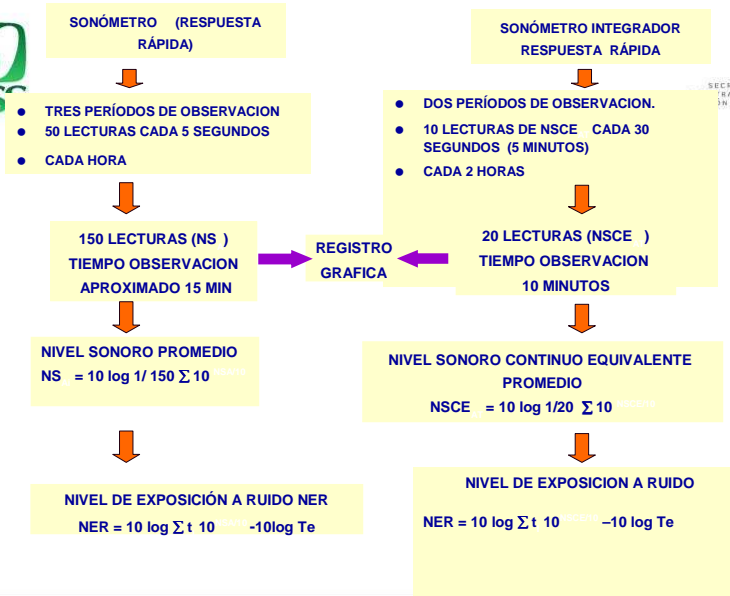 SONÓMETRO (RESPUESTA
RÁPIDA)
● TRES PERÍODOS DE OBSERVACION
● 50 LECTURAS CADA 5 SEGUNDOS
● CADA HORA
150 LECTURAS (NS )
TIEMPO OBSERVACION
APROXIMADO 15 MIN
NIVEL SONORO PROMEDIO
NS = 10 log 1/ 150 Σ 10
NIVEL DE EXPOSICIÓN A RUIDO NER
NER = 10 log Σ t 10 -10log Te
REGISTRO
GRAFICA
SONÓMETRO INTEGRADOR
RESPUESTA RÁPIDA
● DOS PERÍODOS DE OBSERVACION.
● 10 LECTURAS DE NSCE CADA 30
SEGUNDOS (5 MINUTOS)
● CADA 2 HORAS
20 LECTURAS (NSCE )
TIEMPO OBSERVACION
10 MINUTOS
NIVEL SONORO CONTINUO EQUIVALENTE
PROMEDIO
NSCE = 10 log 1/20 Σ 10
NIVEL DE EXPOSICION A RUIDO
NER = 10 log Σ t 10 –10 log Te